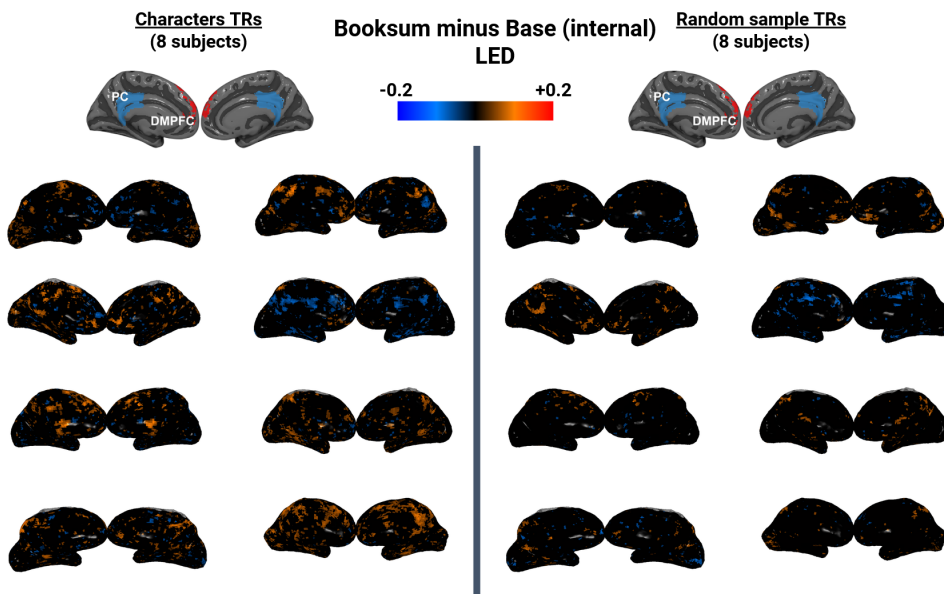 Characters TRs
(8 subjects)
Booksum minus Base (internal)
LED
Random sample TRs
(8 subjects)
-0.2
+0.2
PC
DMPFC
PC
DMPFC